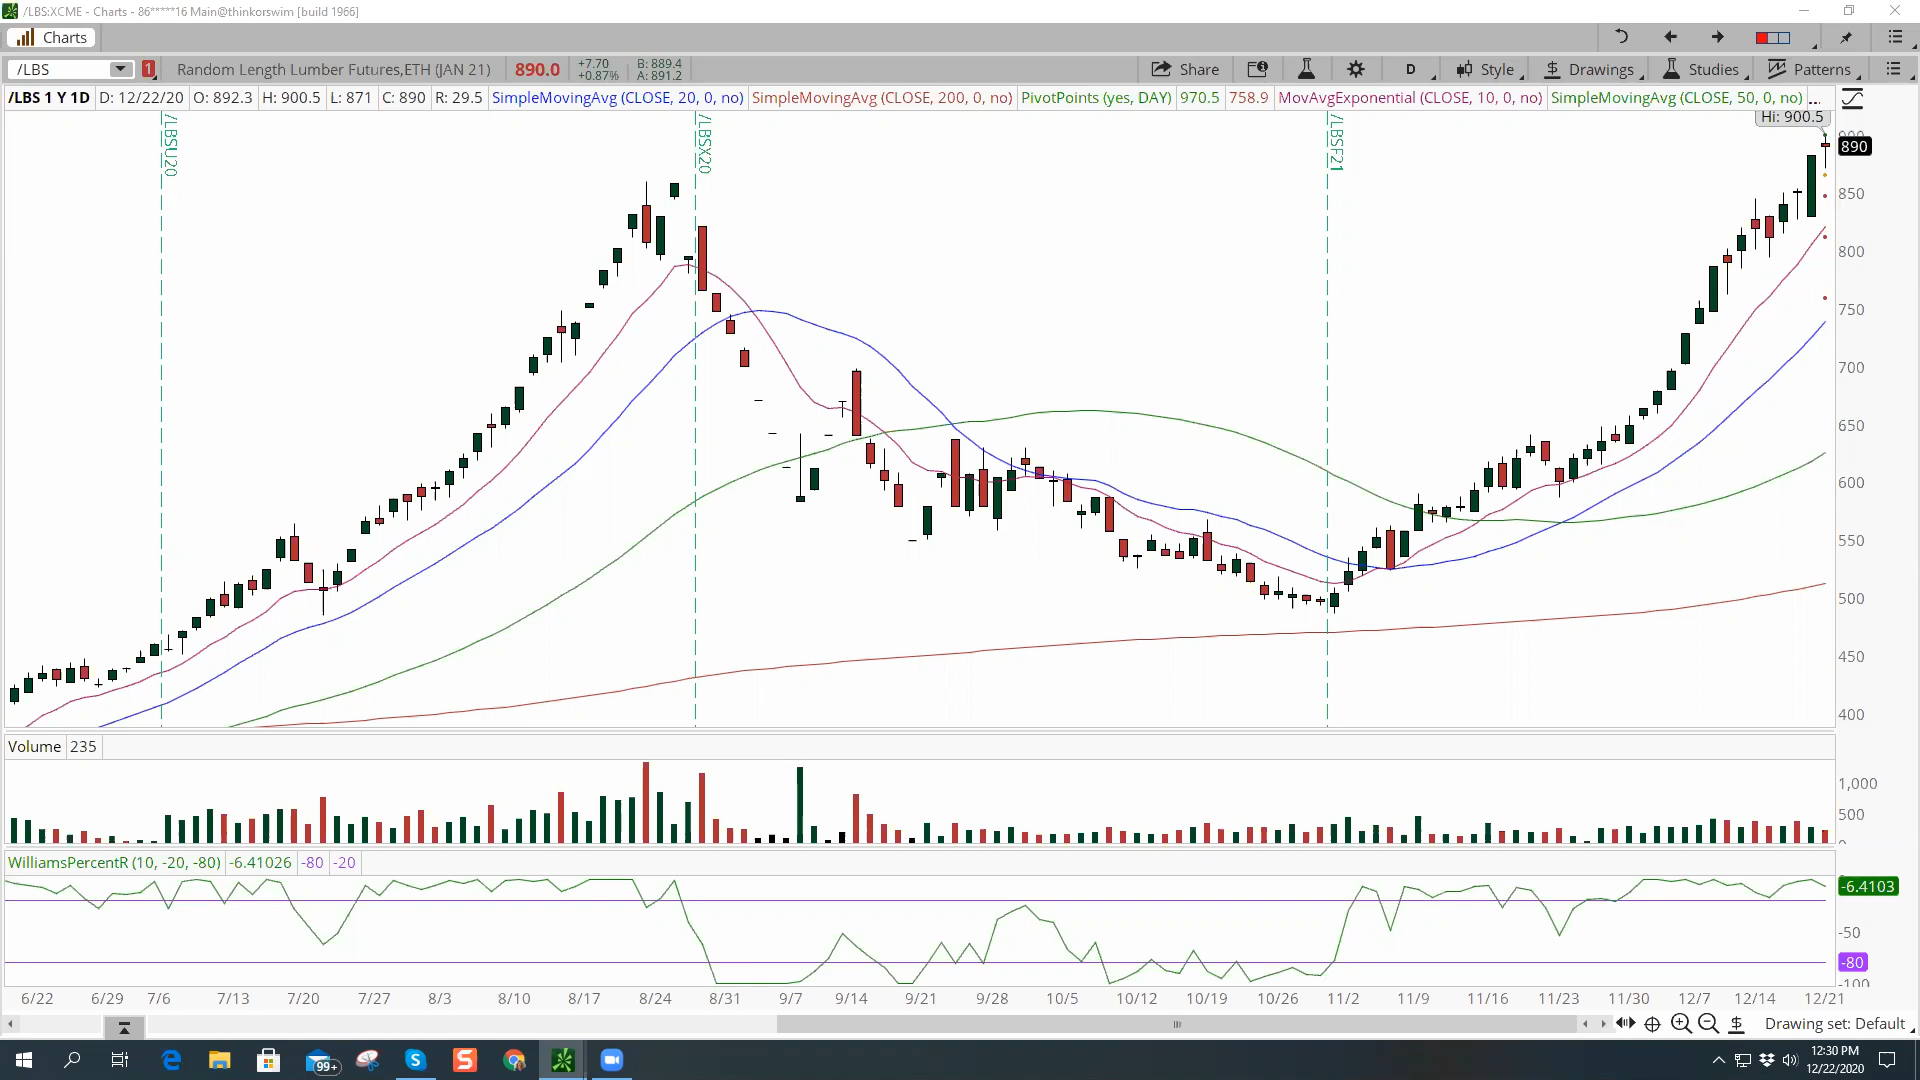 /LBS:XCME - Charts - 86*****16 Main@thinkorswim [build 1966]
Charts
/LBS 1 Random Length Lumber Futures,ETH (JAN 21) 890.0 +7.70 +0.87% B: 889.4 A: 891.2 Share D Style Drawings Studies Patterns
/LBS 1 Y 1D D: 12/22/20 O: 892.3 H: 900.5 L: 871 C: 890 R: 29.5 SimpleMovingAvg (CLOSE, 20, 0, no) SimpleMovingAvg (CLOSE, 200, 0, no) PivotPoints (yes, DAY) 970.5 758.9 MovAvgExponential (CLOSE, 10, 0, no) SimpleMovingAvg (CLOSE, 50, 0, no) ...
Hi: 900.5
/LBSU20
/LBSX20
/LBSF21
900
890
850
800
750
700
650
600
550
500
450
400
Volume 235
1,000
500
0
WilliamsPercentR (10, -20, -80) -6.41026 -80 -20
-6.4103
-50
-80
-100
6/22 6/29 7/6 7/13 7/20 7/27 8/3 8/10 8/17 8/24 8/31 9/7 9/14 9/21 9/28 10/5 10/12 10/19 10/26 11/2 11/9 11/16 11/23 11/30 12/7 12/14 12/21
Drawing set: Default
99+
12:30 PM
12/22/2020